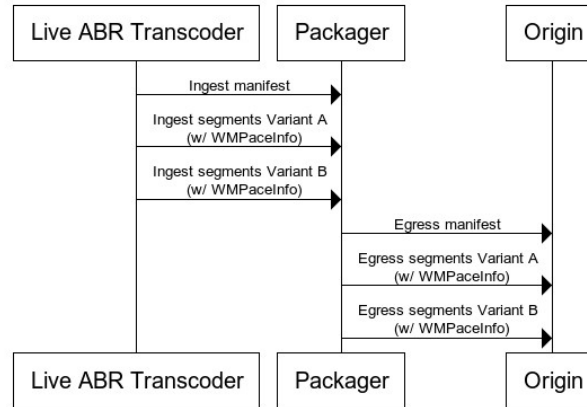 Live ABR Transcoder
Packager
Origin
Ingest manifest
Ingest segments Variant A
(w/ WMPaceInfo)
Ingest segments Variant B
(w/ WMPaceInfo)
Egress manifest
Egress segments Variant A
(w/ WMPaceInfo)
Egress segments Variant B
(w/ WMPaceInfo)
Live ABR Transcoder
Packager
Origin